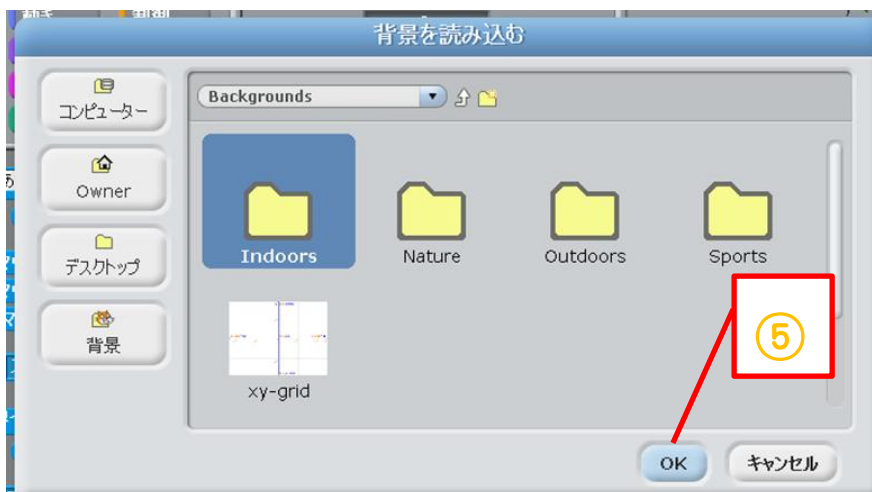 背景を読み込む
コンピューター
Owner
デスクトップ
背景
Backgrounds
Indoors
Nature
Outdoors
Sports
xy-grid
⑤
OK
キャンセル